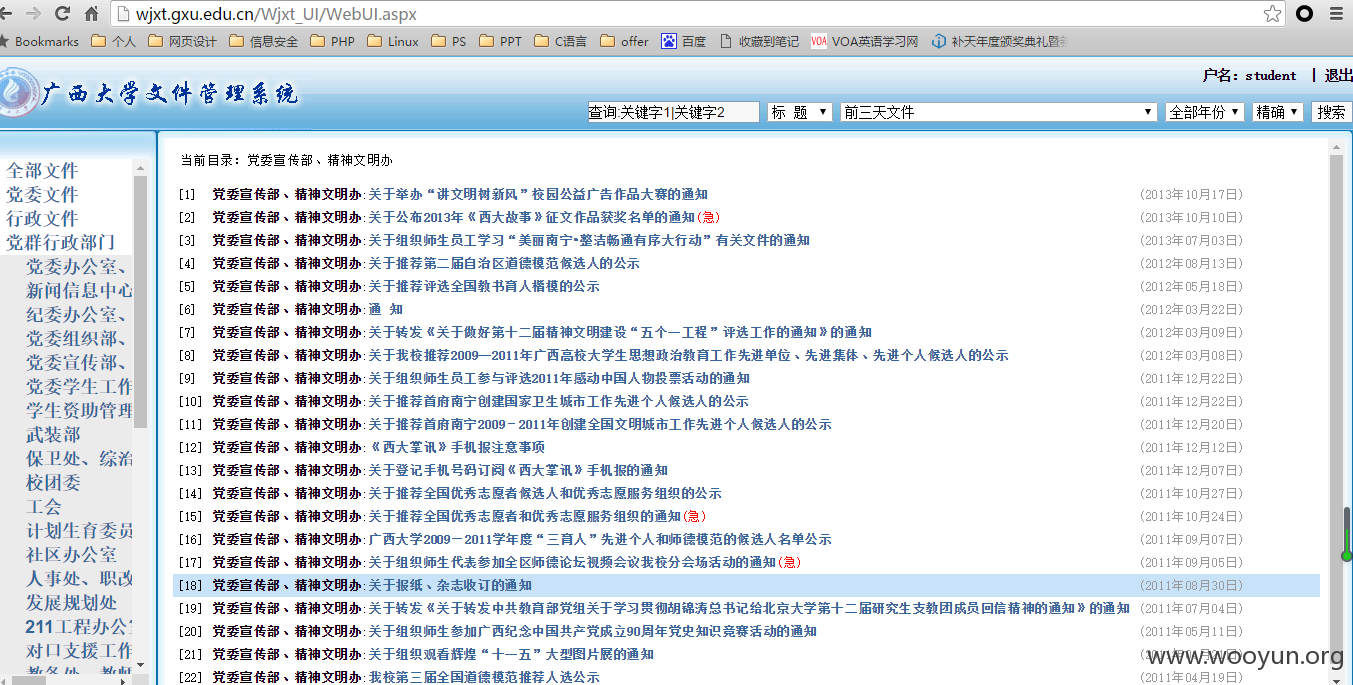 wjxt.gxu.edu.cn/Wjxt_UI/WebUI.aspx
Bookmarks 个人 网页设计 信息安全 PHP Linux PS PPT C语言 offer 百度 收藏到笔记 VOA VOA英语学习网 补天年度颁奖典礼暨
户名：student | 退出
广西大学文件管理系统
查询:关键字1|关键字2 标 题 前三天文件 全部年份 精确 搜索
当前目录：党委宣传部、精神文明办
全部文件
党委文件
行政文件
党群行政部门
党委办公室、
新闻信息中心
纪委办公室、
党委组织部、
党委宣传部、
党委学生工作
学生资助管理
武装部
保卫处、综治
校团委
工会
计划生育委员
社区办公室
人事处、职改
发展规划处
211工程办公室
对口支援工作
教务处、教师
[1] 党委宣传部、精神文明办:关于举办“讲文明树新风”校园公益广告作品大赛的通知 (2013年10月17日)
[2] 党委宣传部、精神文明办:关于公布2013年《西大故事》征文作品获奖名单的通知(急) (2013年10月10日)
[3] 党委宣传部、精神文明办:关于组织师生员工学习“美丽南宁•整洁畅通有序大行动”有关文件的通知 (2013年07月03日)
[4] 党委宣传部、精神文明办:关于推荐第二届自治区道德模范候选人的公示 (2012年08月13日)
[5] 党委宣传部、精神文明办:关于推荐评选全国教书育人楷模的公示 (2012年05月18日)
[6] 党委宣传部、精神文明办:通 知 (2012年03月22日)
[7] 党委宣传部、精神文明办:关于转发《关于做好第十二届精神文明建设“五个一工程”评选工作的通知》的通知 (2012年03月09日)
[8] 党委宣传部、精神文明办:关于我校推荐2009—2011年广西高校大学生思想政治教育工作先进单位、先进集体、先进个人候选人的公示 (2012年03月08日)
[9] 党委宣传部、精神文明办:关于组织师生员工参与评选2011年感动中国人物投票活动的通知 (2011年12月22日)
[10] 党委宣传部、精神文明办:关于推荐首府南宁创建国家卫生城市工作先进个人候选人的公示 (2011年12月22日)
[11] 党委宣传部、精神文明办:关于推荐首府南宁2009－2011年创建全国文明城市工作先进个人候选人的公示 (2011年12月20日)
[12] 党委宣传部、精神文明办:《西大掌讯》手机报注意事项 (2011年12月12日)
[13] 党委宣传部、精神文明办:关于登记手机号码订阅《西大掌讯》手机报的通知 (2011年12月07日)
[14] 党委宣传部、精神文明办:关于推荐全国优秀志愿者候选人和优秀志愿服务组织的公示 (2011年10月27日)
[15] 党委宣传部、精神文明办:关于推荐全国优秀志愿者和优秀志愿服务组织的通知(急) (2011年10月24日)
[16] 党委宣传部、精神文明办:广西大学2009－2011学年度“三育人”先进个人和师德模范的候选人名单公示 (2011年09月07日)
[17] 党委宣传部、精神文明办:关于组织师生代表参加全区师德论坛视频会议我校分会场活动的通知(急) (2011年09月05日)
[18] 党委宣传部、精神文明办:关于报纸、杂志收订的通知 (2011年08月30日)
[19] 党委宣传部、精神文明办:关于转发《关于转发中共教育部党组关于学习贯彻胡锦涛总书记给北京大学第十二届研究生支教团成员回信精神的通知》的通知 (2011年07月04日)
[20] 党委宣传部、精神文明办:关于组织师生参加广西纪念中国共产党成立90周年党史知识竞赛活动的通知 (2011年05月11日)
[21] 党委宣传部、精神文明办:关于组织观看辉煌“十一五”大型图片展的通知
[22] 党委宣传部、精神文明办:我校第三届全国道德模范推荐人选公示 (2011年04月19日)
www.wooyun.org